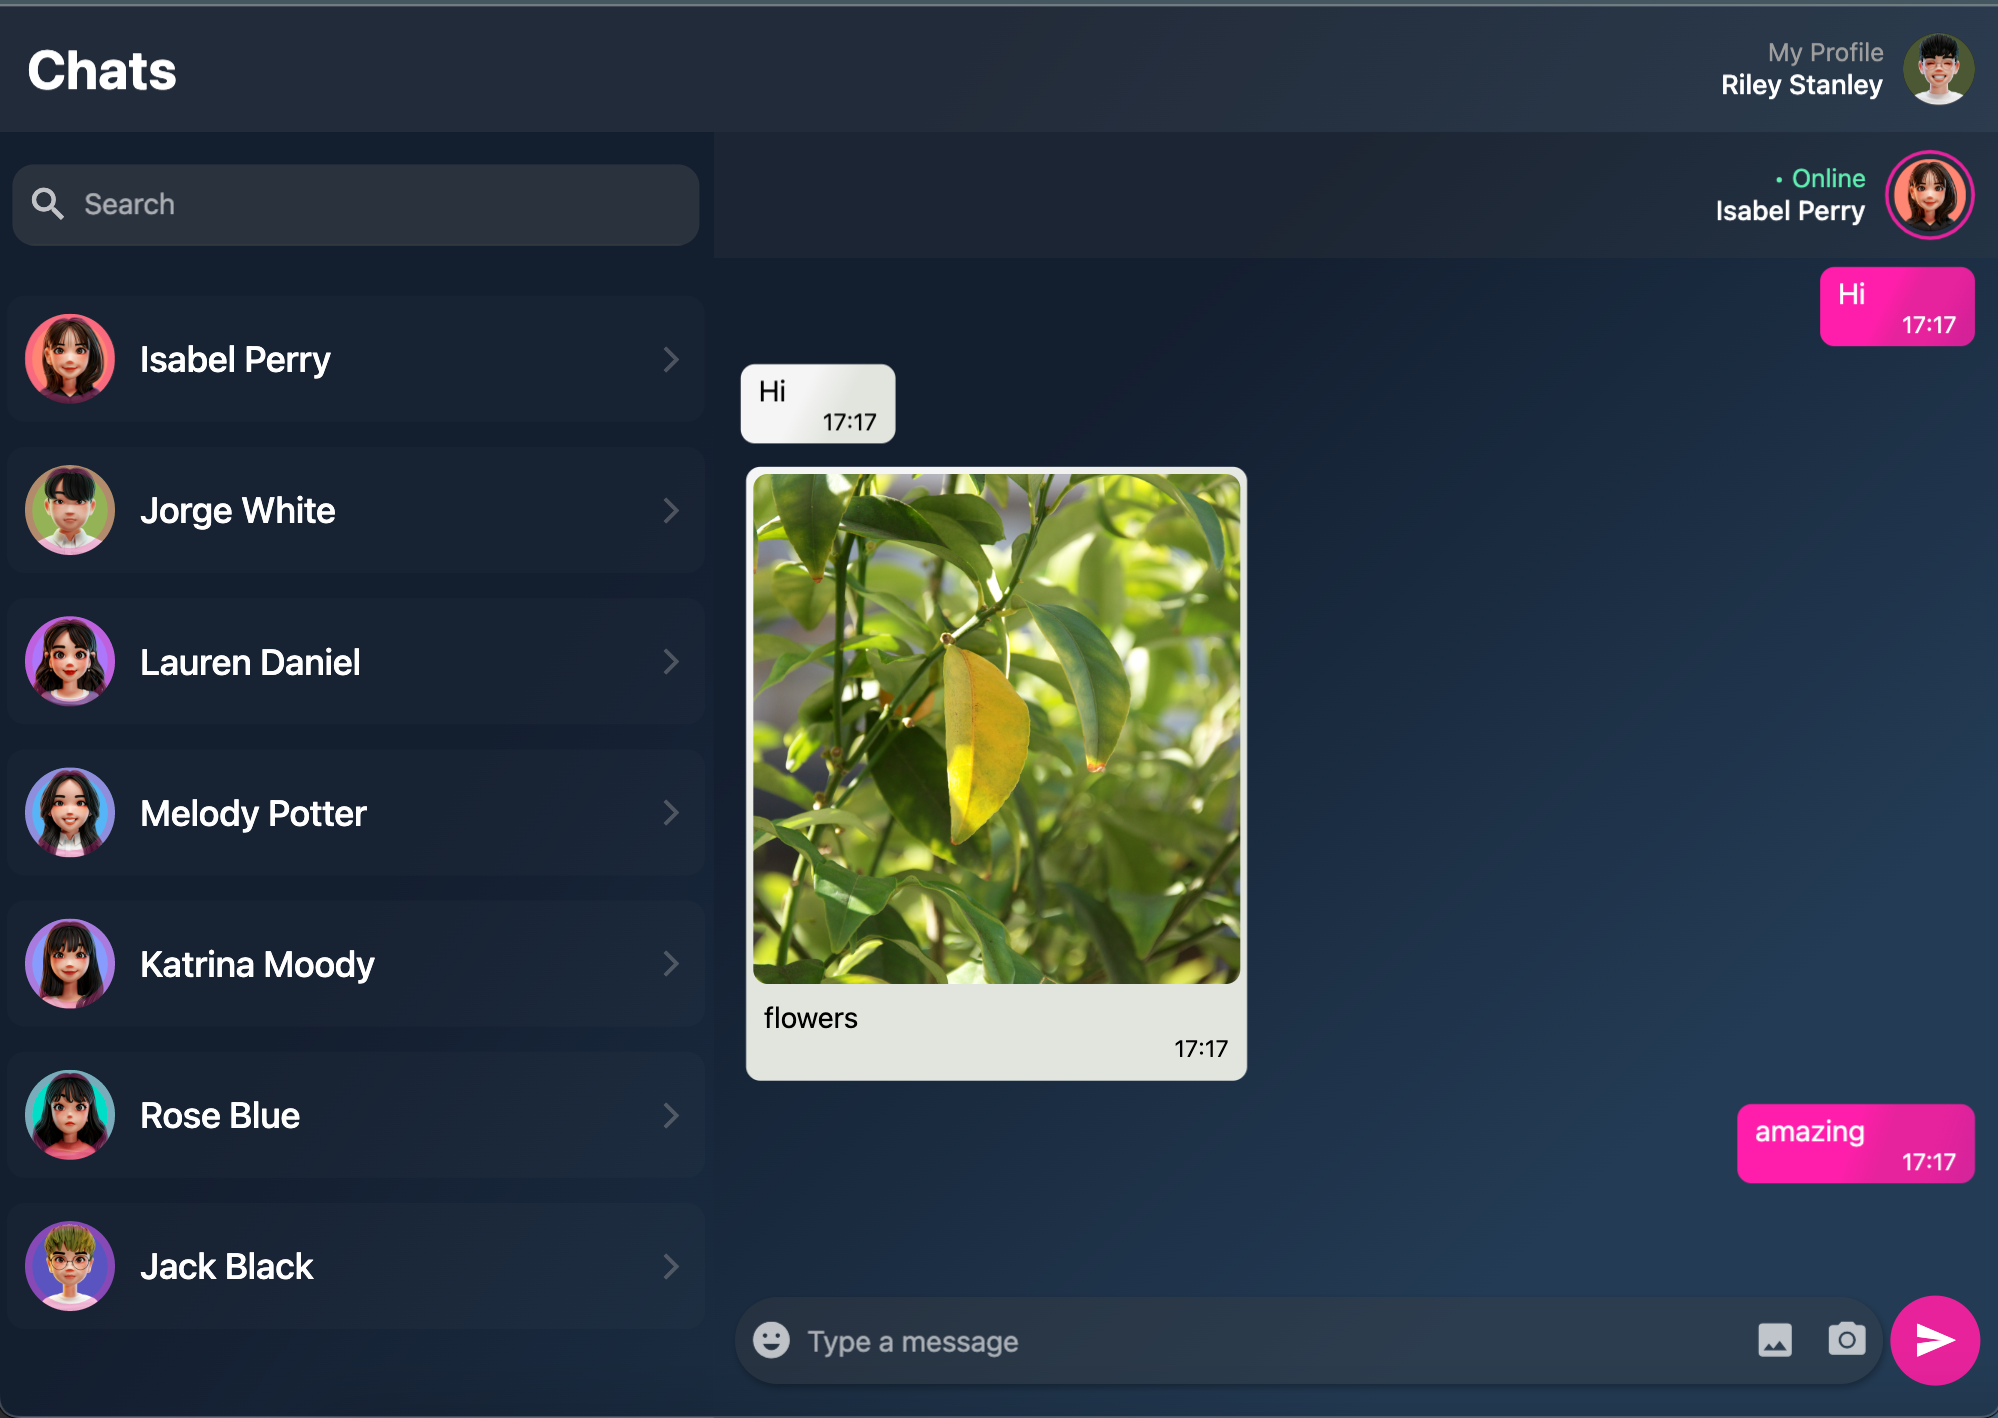 Chats
My Profile
Riley Stanley
Search
Isabel Perry
Jorge White
Lauren Daniel
Melody Potter
Katrina Moody
Rose Blue
Jack Black
• Online
Isabel Perry
Hi
17:17
Hi
17:17
flowers
17:17
amazing
17:17
Type a message